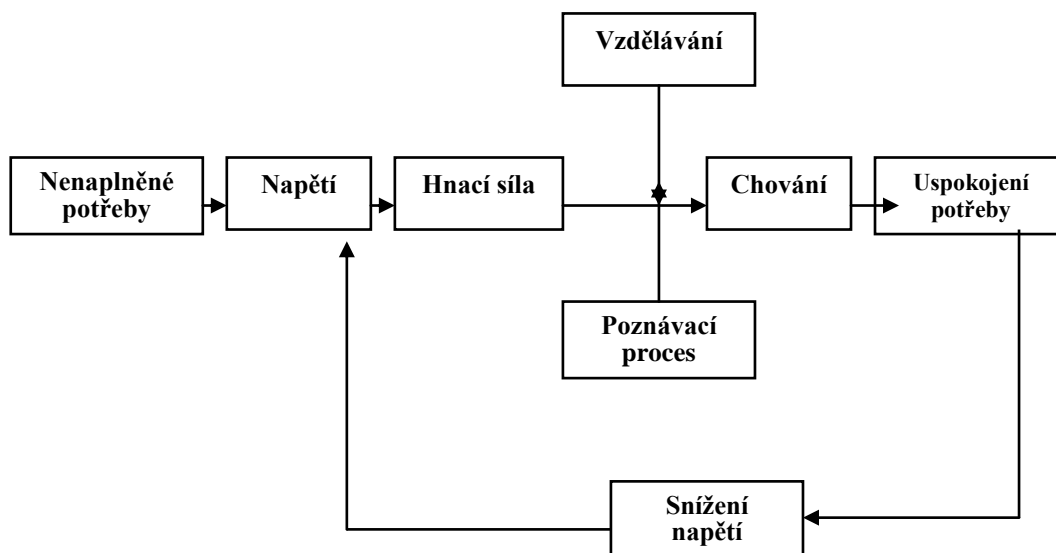 Vzdělávání
Nenaplněné
potřeby
Napětí
Hnací síla
Chování
Uspokojení
potřeby
Poznávací
proces
Snížení
napětí